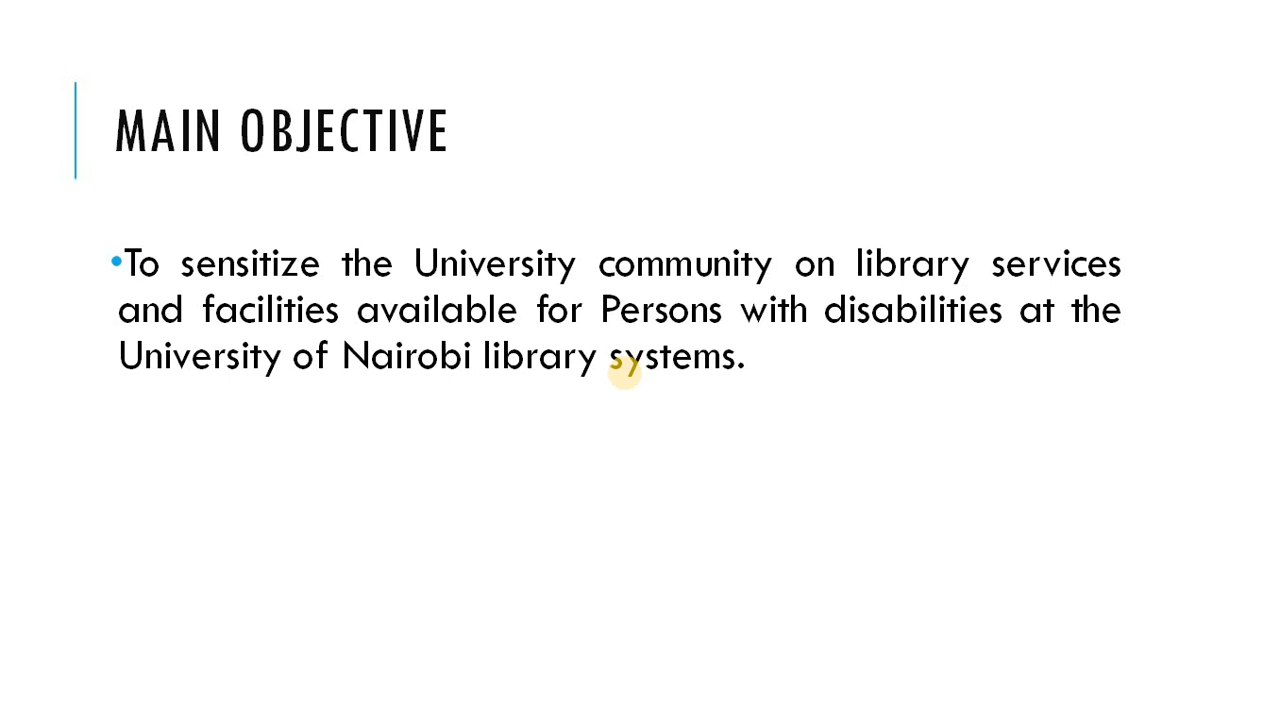 MAIN OBJECTIVE
•To sensitize the University community on library services
and facilities available for Persons with disabilities at the
University of Nairobi library systems.